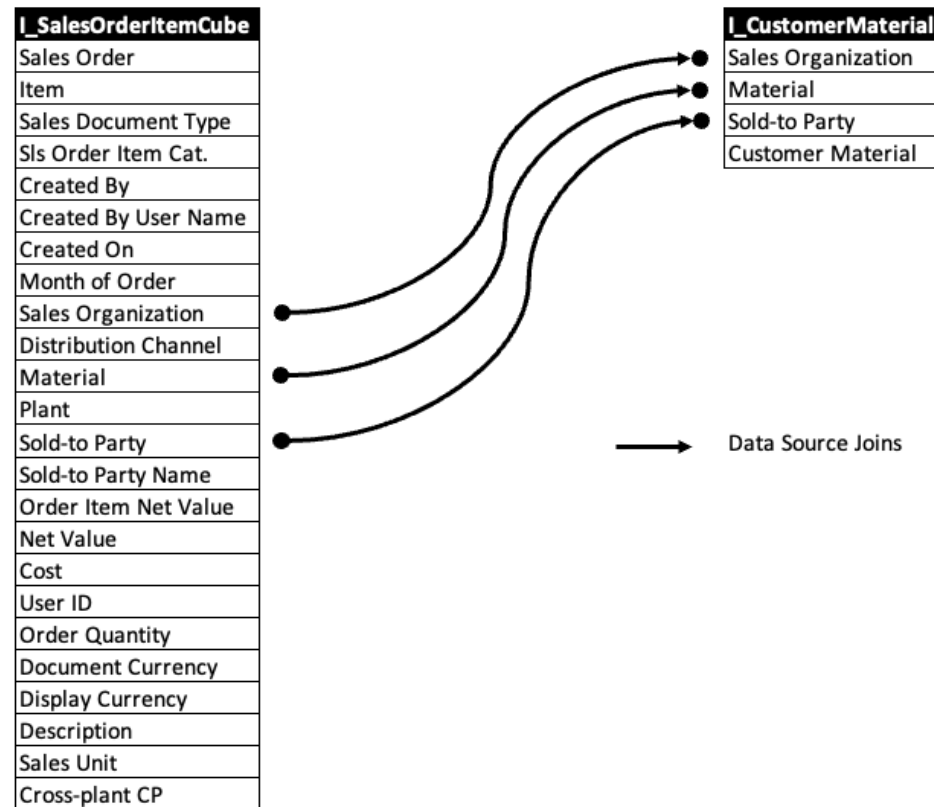 I_SalesOrderItemCube
Sales Order
Item
Sales Document Type
Sls Order Item Cat.
Created By
Created By User Name
Created On
Month of Order
Sales Organization
Distribution Channel
Material
Plant
Sold-to Party
Sold-to Party Name
Order Item Net Value
Net Value
Cost
User ID
Order Quantity
Document Currency
Display Currency
Description
Sales Unit
Cross-plant CP
I_CustomerMaterial
Sales Organization
Material
Sold-to Party
Customer Material
Data Source Joins